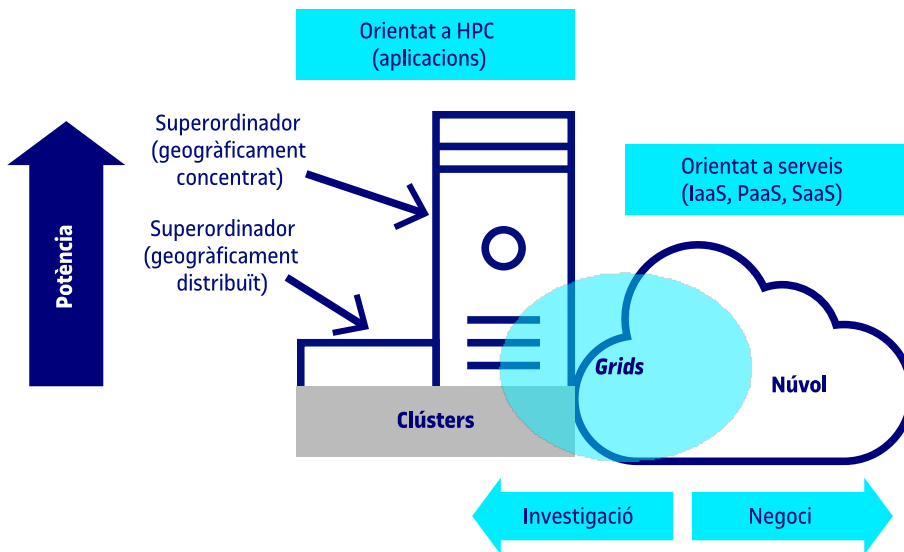 Orientat a HPC
(aplicacions)
Superordinador
(geogràficament
concentrat)
Orientat a serveis
(IaaS, PaaS, SaaS)
Superordinador
(geogràficament
distribuït)
Potència
Grids
Núvol
Clústers
Investigació
Negoci